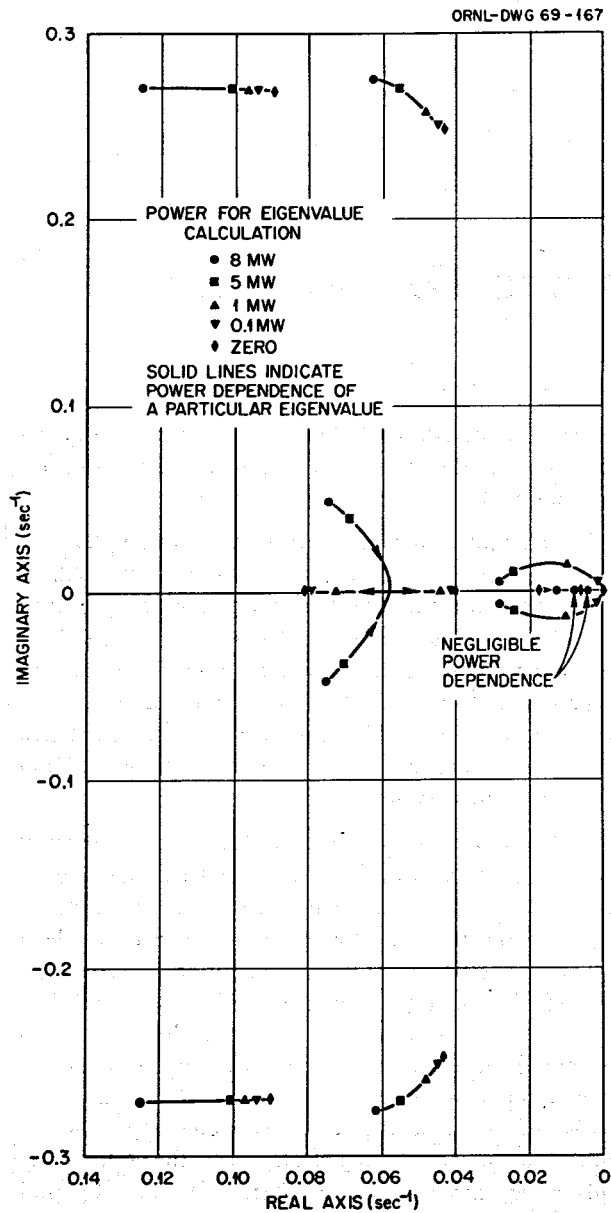 ORNL-DWG 69-167
0.3
0.2
POWER FOR EIGENVALUE
CALCULATION
● 8 MW
■ 5 MW
▲ 1 MW
▼ 0.1 MW
♦ ZERO
SOLID LINES INDICATE
POWER DEPENDENCE OF
A PARTICULAR EIGENVALUE
0.1
IMAGINARY AXIS (sec⁻¹)
0
NEGLIGIBLE
POWER
DEPENDENCE
-0.1
-0.2
-0.3
0.14 0.12 0.10 0.08 0.06 0.04 0.02 0
REAL AXIS (sec⁻¹)